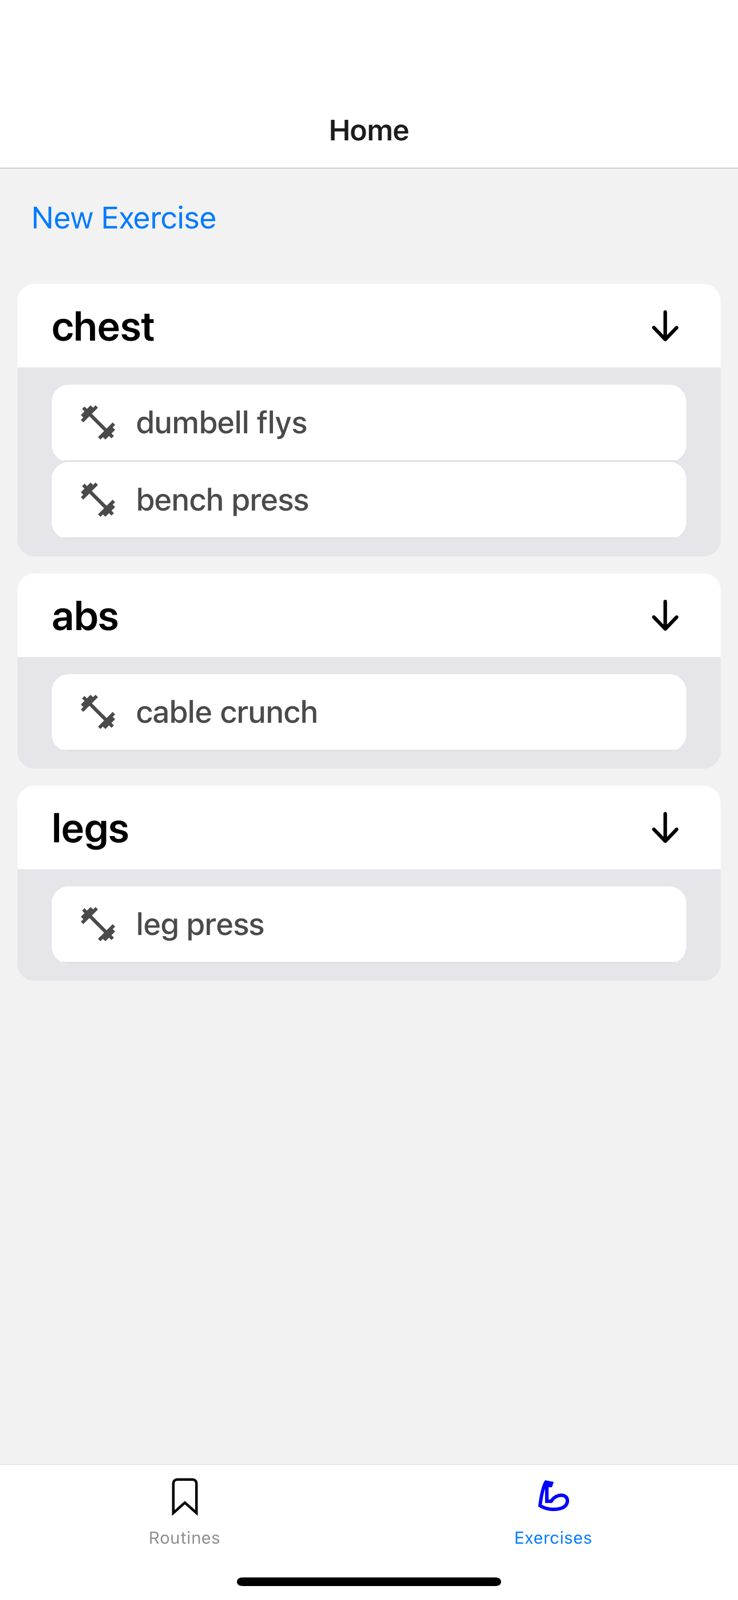 Home
New Exercise
chest
dumbell flys
bench press
abs
cable crunch
legs
leg press
Routines
Exercises